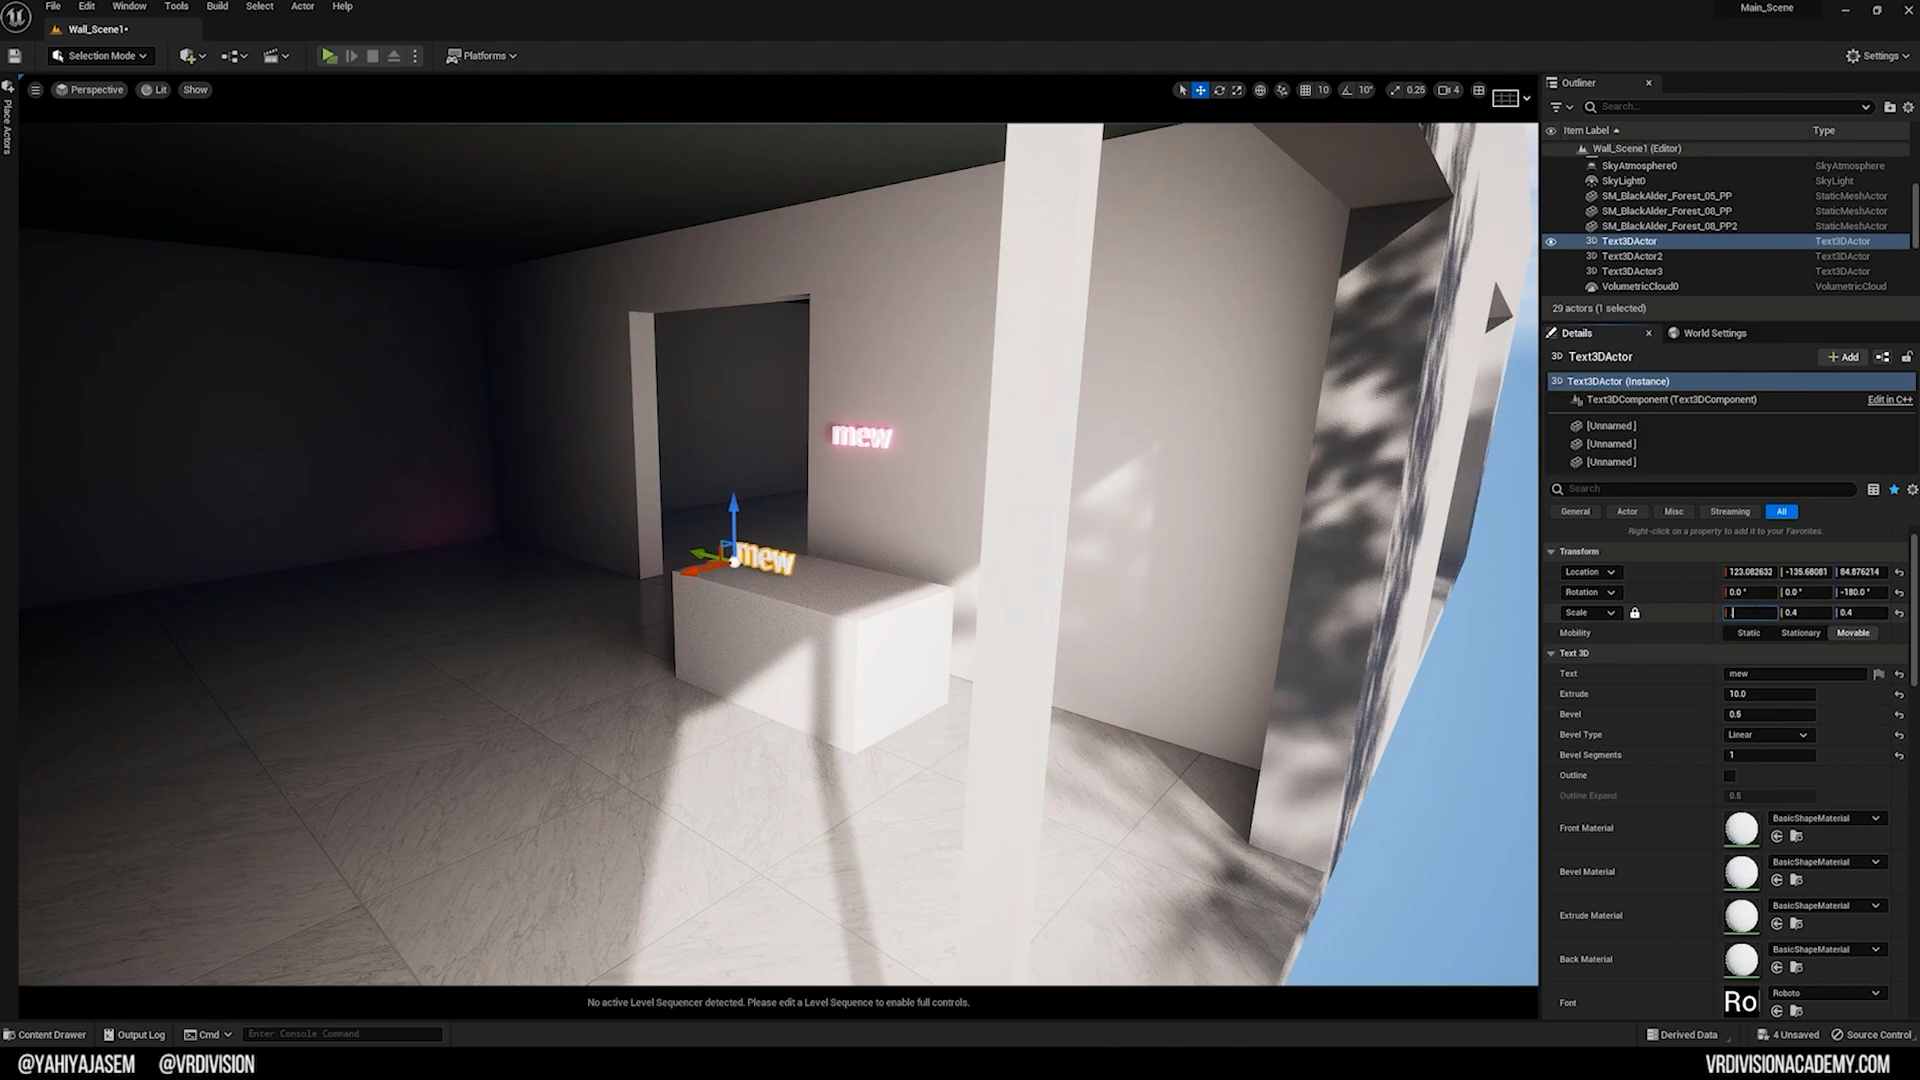 File Edit Window Tools Build Select Actor Help
Main_Scene
Wall_Scene1•
Selection Mode
Platforms
Settings
Place Actors
Perspective Lit Show
10 10° 0.25 4
Outliner
Search...
Item Label Type
Wall_Scene1 (Editor)
SkyAtmosphere0 SkyAtmosphere
SkyLight0 SkyLight
SM_BlackAlder_Forest_05_PP StaticMeshActor
SM_BlackAlder_Forest_08_PP StaticMeshActor
SM_BlackAlder_Forest_08_PP2 StaticMeshActor
Text3DActor Text3DActor
Text3DActor2 Text3DActor
Text3DActor3 Text3DActor
VolumetricCloud0 VolumetricCloud
29 actors (1 selected)
Details World Settings
3D Text3DActor
+ Add
3D Text3DActor (Instance)
Text3DComponent (Text3DComponent) Edit in C++
[Unnamed]
[Unnamed]
[Unnamed]
Search
General Actor Misc Streaming All
Right-click on a property to add it to your Favorites.
Transform
Location 123.082632 -135.68081 84.876214
Rotation 0.0° 0.0° -180.0°
Scale 0.4 0.4
Mobility Static Stationary Movable
Text 3D
Text mew
Extrude 10.0
Bevel 0.5
Bevel Type Linear
Bevel Segments 1
Outline
Outline Expand 0.5
Front Material BasicShapeMaterial
Bevel Material BasicShapeMaterial
Extrude Material BasicShapeMaterial
Back Material BasicShapeMaterial
Font Ro Roboto
mew
mew
No active Level Sequencer detected. Please edit a Level Sequence to enable full controls.
Content Drawer Output Log Cmd Enter Console Command
Derived Data 4 Unsaved Source Control
@YAHIYAJASEM @VRDIVISION
VRDIVISIONACADEMY.COM